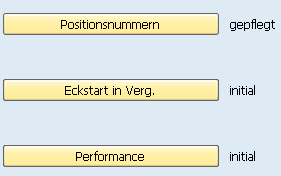 Positionsnummern gepflegt
Eckstart in Verg. initial
Performance initial